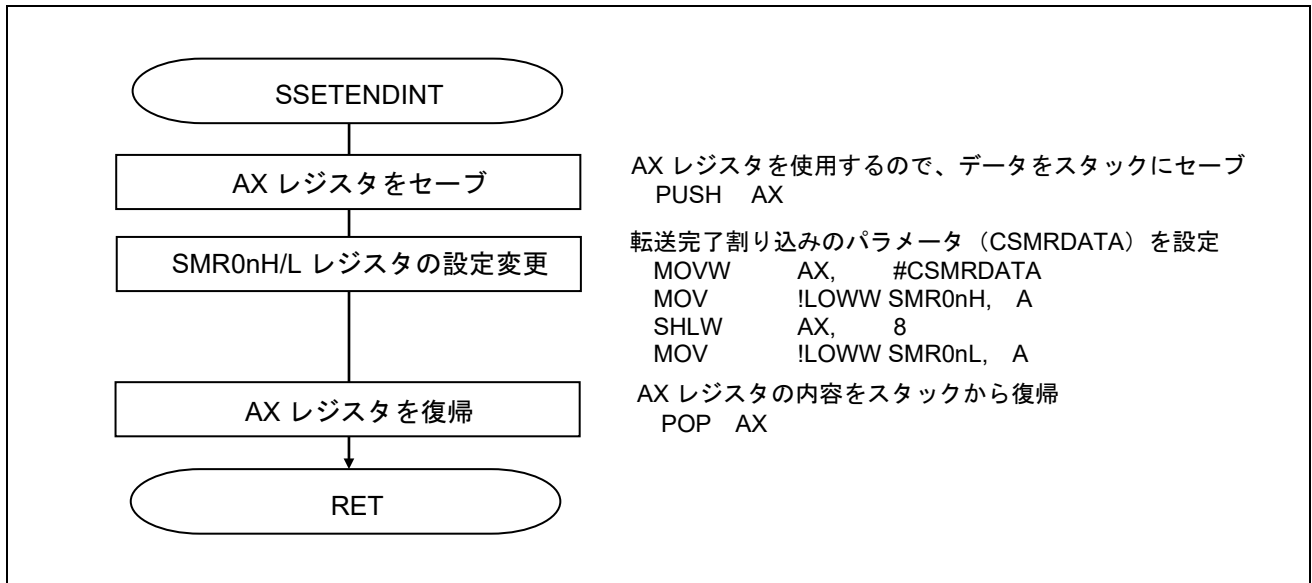 SSETENDINT
AX レジスタをセーブ
AX レジスタを使用するので、データをスタックにセーブ
PUSH AX
SMR0nH/L レジスタの設定変更
転送完了割り込みのパラメータ（CSMRDATA）を設定
MOVW AX, #CSMRDATA
MOV !LOWW SMR0nH, A
SHLW AX, 8
MOV !LOWW SMR0nL, A
AX レジスタを復帰
AX レジスタの内容をスタックから復帰
POP AX
RET